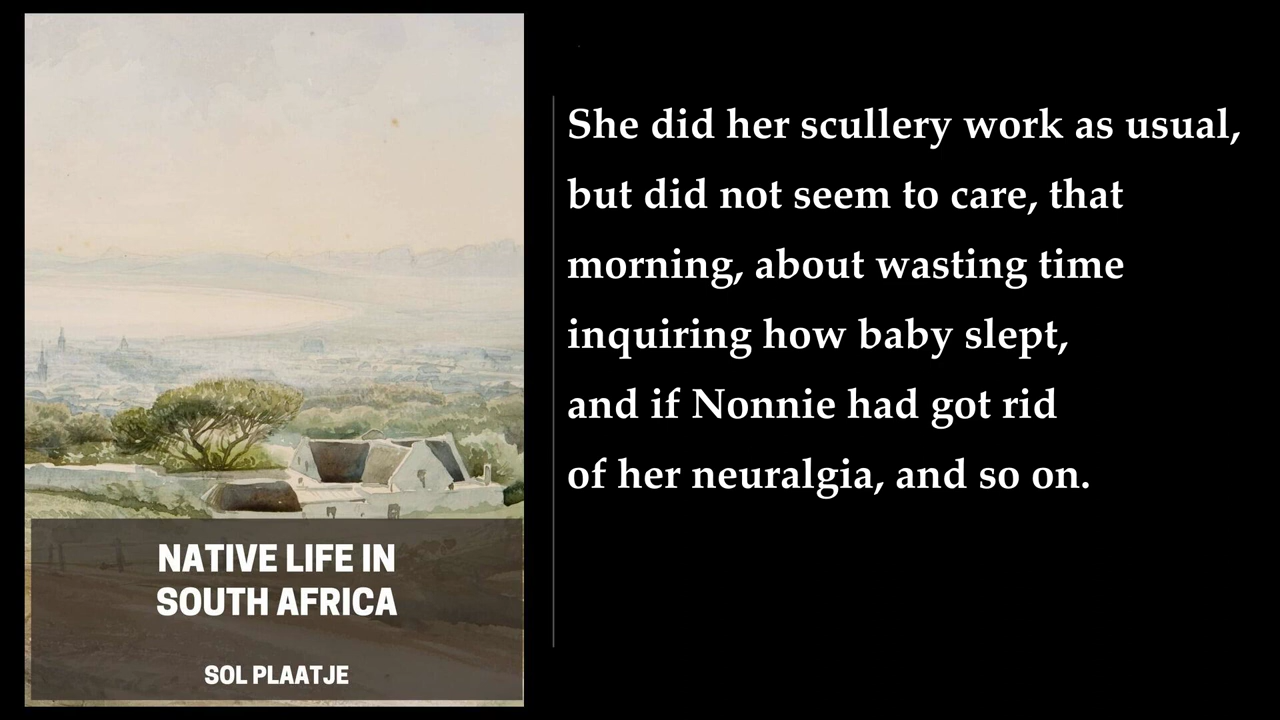 NATIVE LIFE IN
SOUTH AFRICA
SOL PLAATJE
She did her scullery work as usual,
but did not seem to care, that
morning, about wasting time
inquiring how baby slept,
and if Nonnie had got rid
of her neuralgia, and so on.